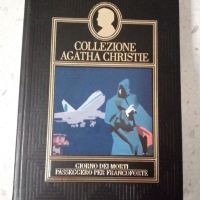 COLLEZIONE
AGATHA CHRISTIE
GIORNO DEI MORTI
PASSEGGERO PER FRANCOFORTE